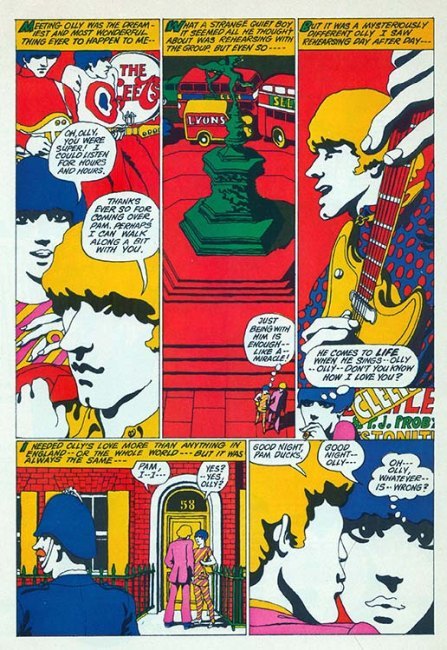 MEETING OLLY WAS THE DREAM-
IEST AND MOST WONDERFUL
THING EVER TO HAPPEN TO ME--
THE
CEEGS
OH, OLLY,
YOU WERE
SUPER! I
COULD LISTEN
FOR HOURS
AND HOURS.
THANKS
EVER SO FOR
COMING OVER,
PAM. PERHAPS
I CAN WALK
ALONG A BIT
WITH YOU.
WHAT A STRANGE QUIET BOY,
IT SEEMED ALL HE THOUGHT
ABOUT WAS REHEARSING WITH
THE GROUP, BUT EVEN SO----
LYONS
JUST
BEING WITH
HIM IS
ENOUGH--
LIKE A--
MIRACLE!
BUT IT WAS A MYSTERIOUSLY
DIFFERENT OLLY I SAW
REHEARSING DAY AFTER DAY---
HE COMES TO LIFE
WHEN HE SINGS--OLLY
--OLLY--DON'T YOU KNOW
HOW I LOVE YOU?
P.J. PROBY
I NEEDED OLLY'S LOVE MORE THAN ANYTHING IN
ENGLAND--OR THE WHOLE WORLD---- BUT IT WAS
ALWAYS THE SAME----
PAM,
I--I---
YES?
--YES,
OLLY?
58
GOOD NIGHT,
PAM DUCKS.
GOOD
NIGHT--
OLLY---
OH---
OLLY,
WHATEVER--
IS--WRONG?